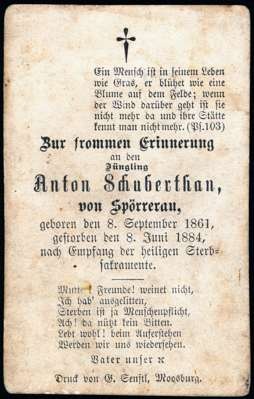 Ein Mensch ist in seinem Leben
wie Gras, er blühet wie eine
Blume auf dem Felde; wenn
der Wind darüber geht ist sie
nicht mehr da und ihre Stätte
kennt man nicht mehr. (Ps. 103)
Zur frommen Erinnerung
an den
Jüngling
Anton Schuberthan,
von Spörrerau,
geboren den 8. September 1861,
gestorben den 8. Juni 1884,
nach Empfang der heiligen Sterb-
sakramente.
Mutter! Freunde! weinet nicht,
Ich hab' ausgelitten,
Sterben ist ja Menschenpflicht,
Ach! da nützt kein Bitten.
Lebt wohl! beim Auferstehen
Werden wir uns wiedersehen.
Vater unser ꝛc
Druck von G. Senftl, Moosburg.